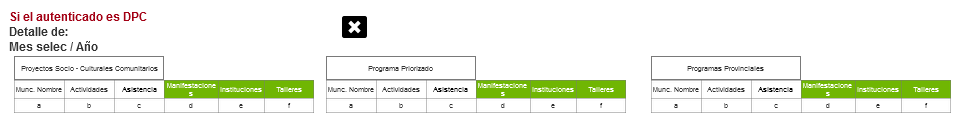 Si el autenticado es DPC
Detalle de:
Mes selec / Año
Proyectos Socio - Culturales Comunitarios
Munc. Nombre Actividades Asistencia Manifestaciones Instituciones Talleres
a b c d e f
Programa Priorizado
Munc. Nombre Actividades Asistencia Manifestaciones Instituciones Talleres
a b c d e f
Programas Provinciales
Munc. Nombre Actividades Asistencia Manifestaciones Instituciones Talleres
a b c d e f